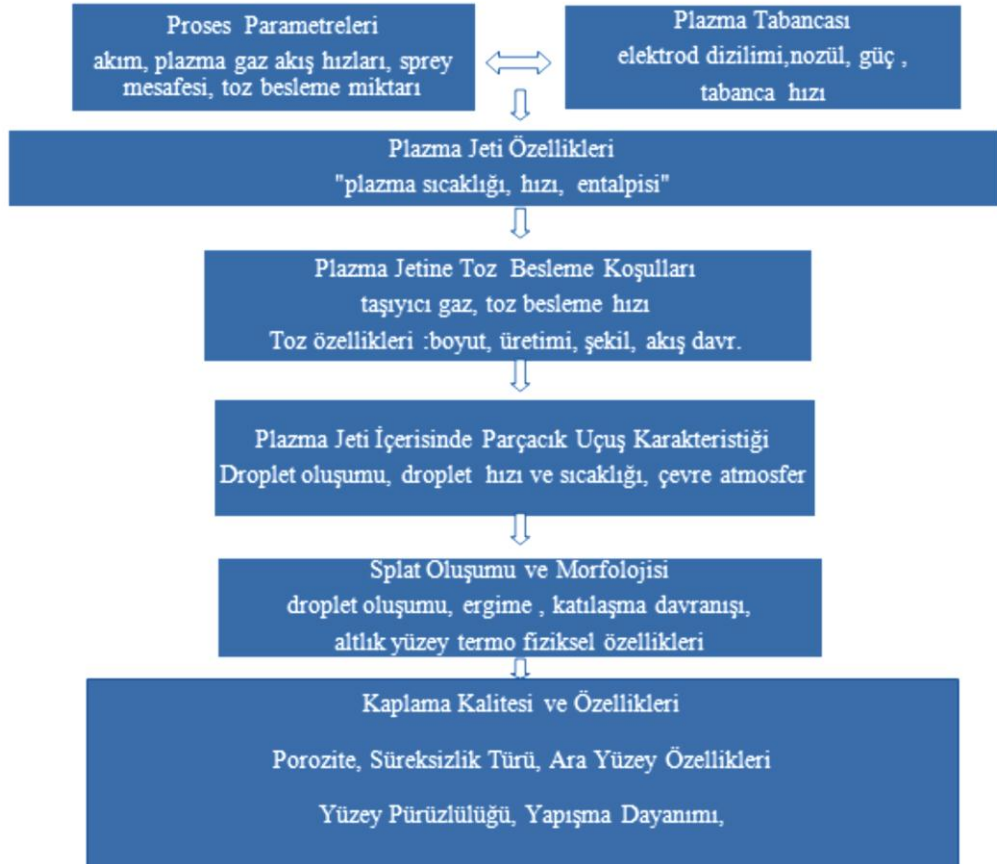 Proses Parametreleri
akım, plazma gaz akış hızları, sprey
mesafesi, toz besleme miktarı
Plazma Tabancası
elektrod dizilimi,nozül, güç ,
tabanca hızı
Plazma Jeti Özellikleri
"plazma sıcaklığı, hızı, entalpisi"
Plazma Jetine Toz Besleme Koşulları
taşıyıcı gaz, toz besleme hızı
Toz özellikleri :boyut, üretimi, şekil, akış davr.
Plazma Jeti İçerisinde Parçacık Uçuş Karakteristiği
Droplet oluşumu, droplet hızı ve sıcaklığı, çevre atmosfer
Splat Oluşumu ve Morfolojisi
droplet oluşumu, ergime , katılaşma davranışı,
altlık yüzey termo fiziksel özellikleri
Kaplama Kalitesi ve Özellikleri
Porozite, Süreksizlik Türü, Ara Yüzey Özellikleri
Yüzey Pürüzlülüğü, Yapışma Dayanımı,